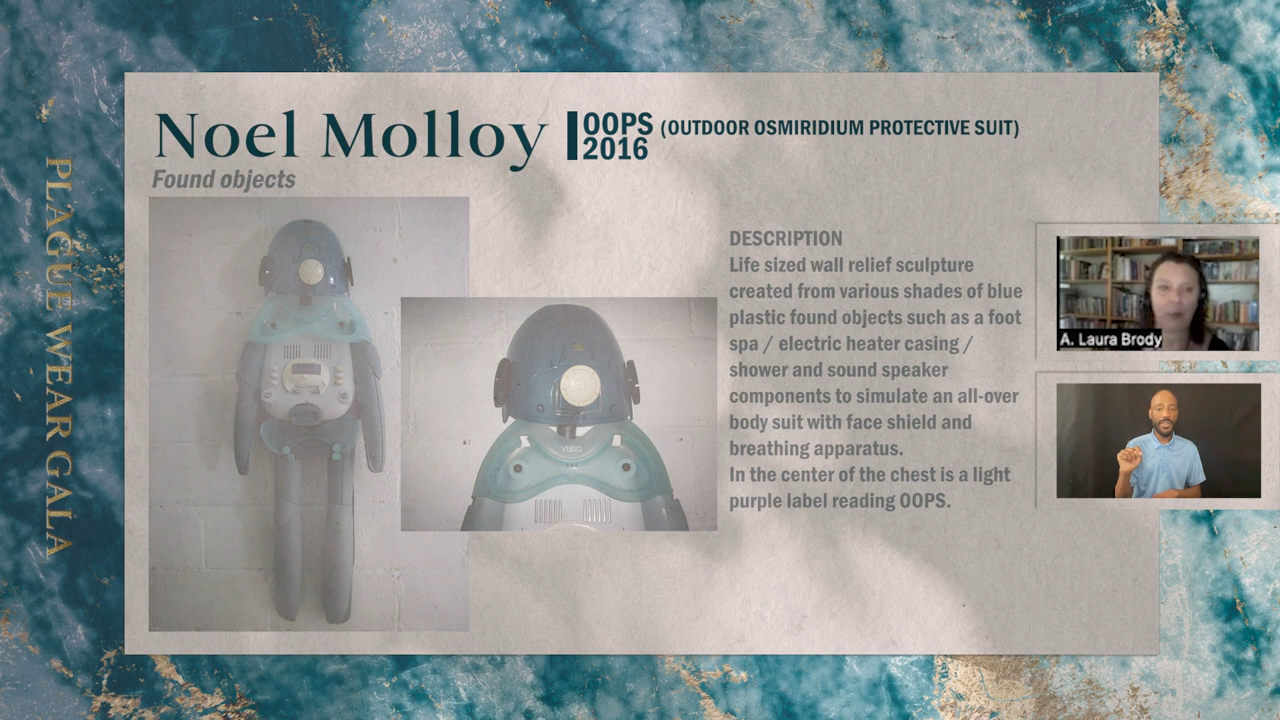 Noel Molloy
OOPS (OUTDOOR OSMIRIDIUM PROTECTIVE SUIT)
2016
Found objects
PLAGUE WEAR GALA
DESCRIPTION
Life sized wall relief sculpture
created from various shades of blue
plastic found objects such as a foot
spa / electric heater casing /
shower and sound speaker
components to simulate an all-over
body suit with face shield and
breathing apparatus.
In the center of the chest is a light
purple label reading OOPS.
A. Laura Brody